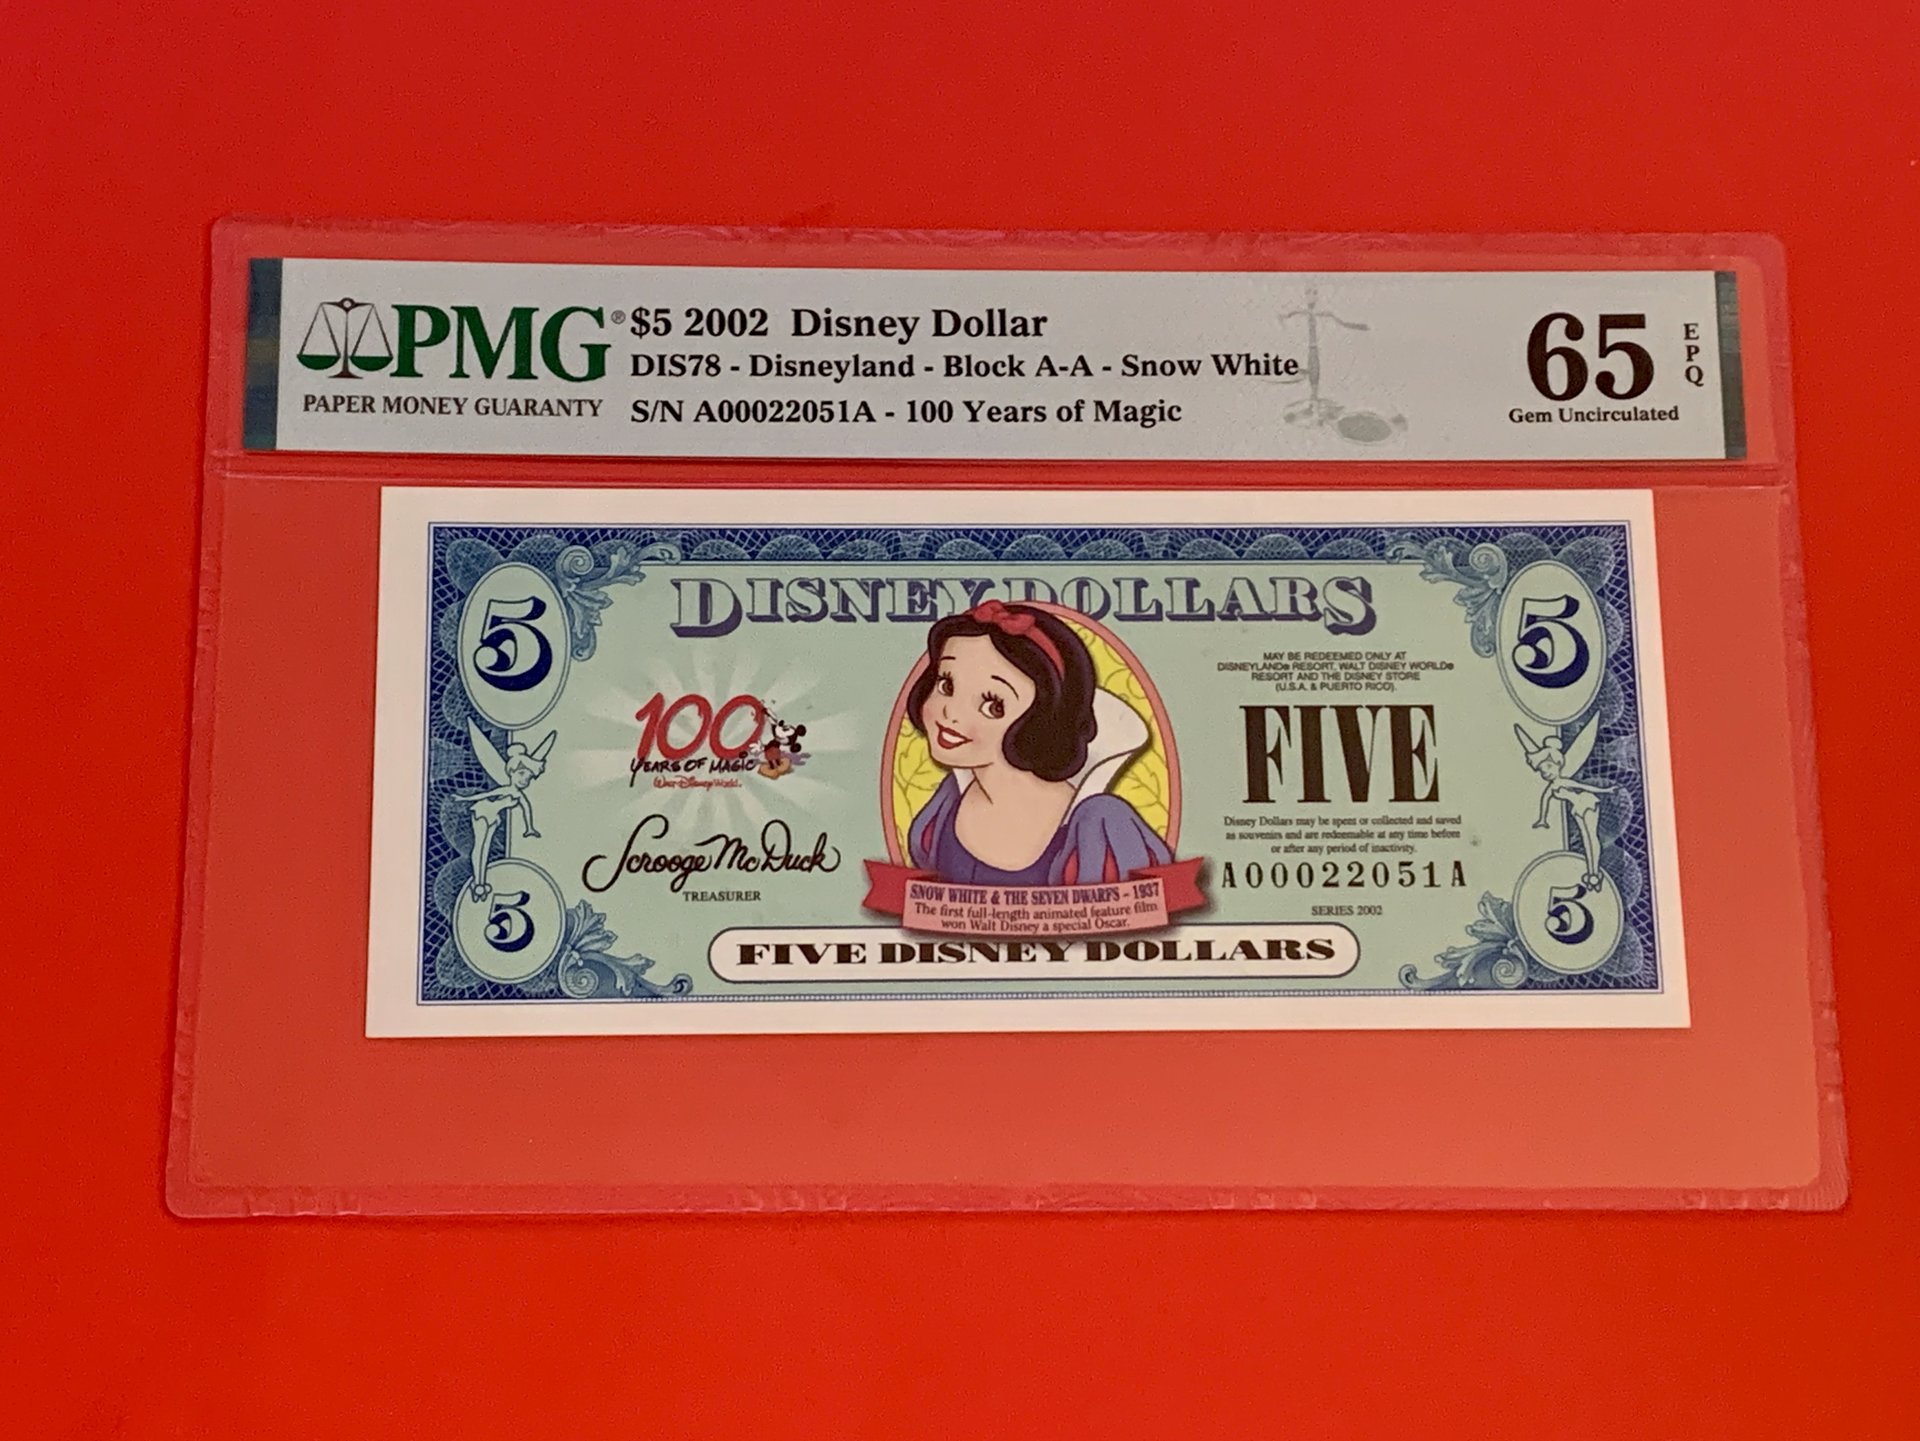 PMG® $5 2002 Disney Dollar
DIS78 - Disneyland - Block A-A - Snow White
PAPER MONEY GUARANTY S/N A00022051A - 100 Years of Magic
65 EPQ
Gem Uncirculated
DISNEY DOLLARS
5
5
MAY BE REDEEMED ONLY AT
DISNEYLAND® RESORT, WALT DISNEY WORLD®
RESORT AND THE DISNEY STORE
(U.S.A. & PUERTO RICO).
100
YEARS OF MAGIC
Walt Disney World.
FIVE
Disney Dollars may be spent or collected and saved
as souvenirs and are redeemable at any time before
or after any period of inactivity.
Scrooge McDuck
TREASURER
A00022051A
SERIES 2002
SNOW WHITE & THE SEVEN DWARFS - 1937
The first full-length animated feature film
won Walt Disney a special Oscar.
5
5
FIVE DISNEY DOLLARS